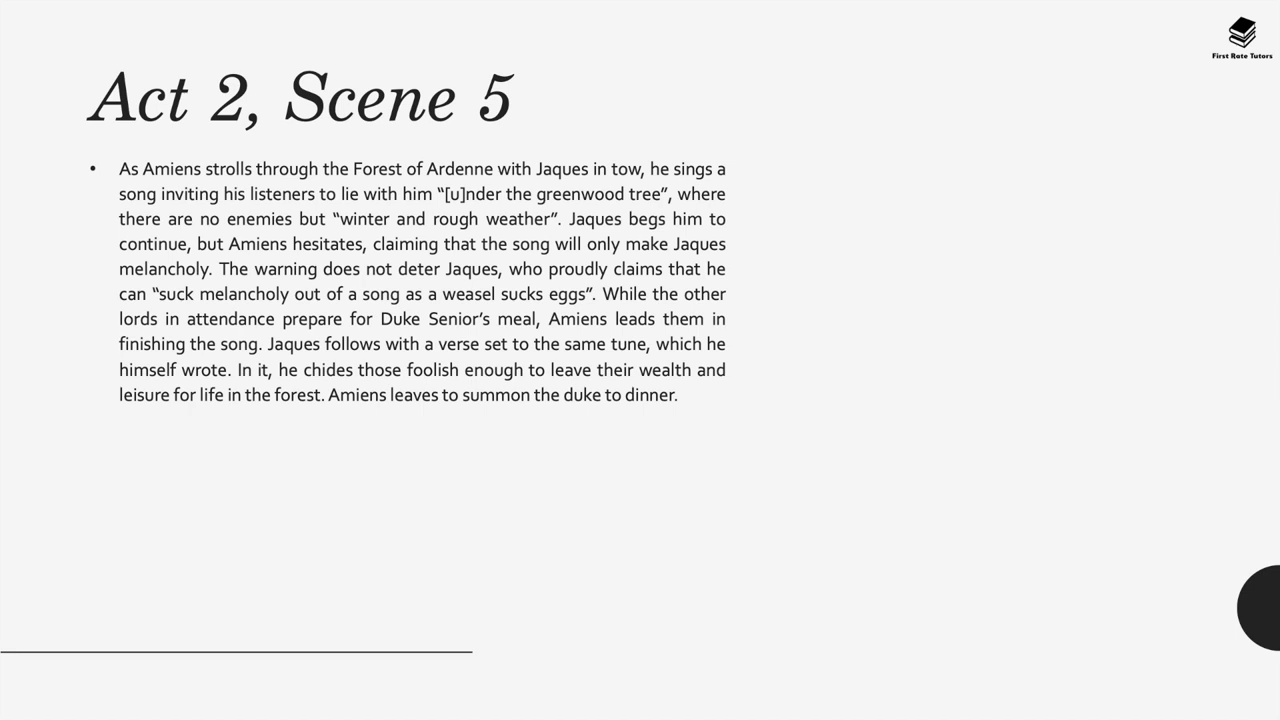 First Rate Tutors
Act 2, Scene 5
• As Amiens strolls through the Forest of Ardenne with Jaques in tow, he sings a
song inviting his listeners to lie with him “[u]nder the greenwood tree”, where
there are no enemies but “winter and rough weather”. Jaques begs him to
continue, but Amiens hesitates, claiming that the song will only make Jaques
melancholy. The warning does not deter Jaques, who proudly claims that he
can “suck melancholy out of a song as a weasel sucks eggs”. While the other
lords in attendance prepare for Duke Senior’s meal, Amiens leads them in
finishing the song. Jaques follows with a verse set to the same tune, which he
himself wrote. In it, he chides those foolish enough to leave their wealth and
leisure for life in the forest. Amiens leaves to summon the duke to dinner.